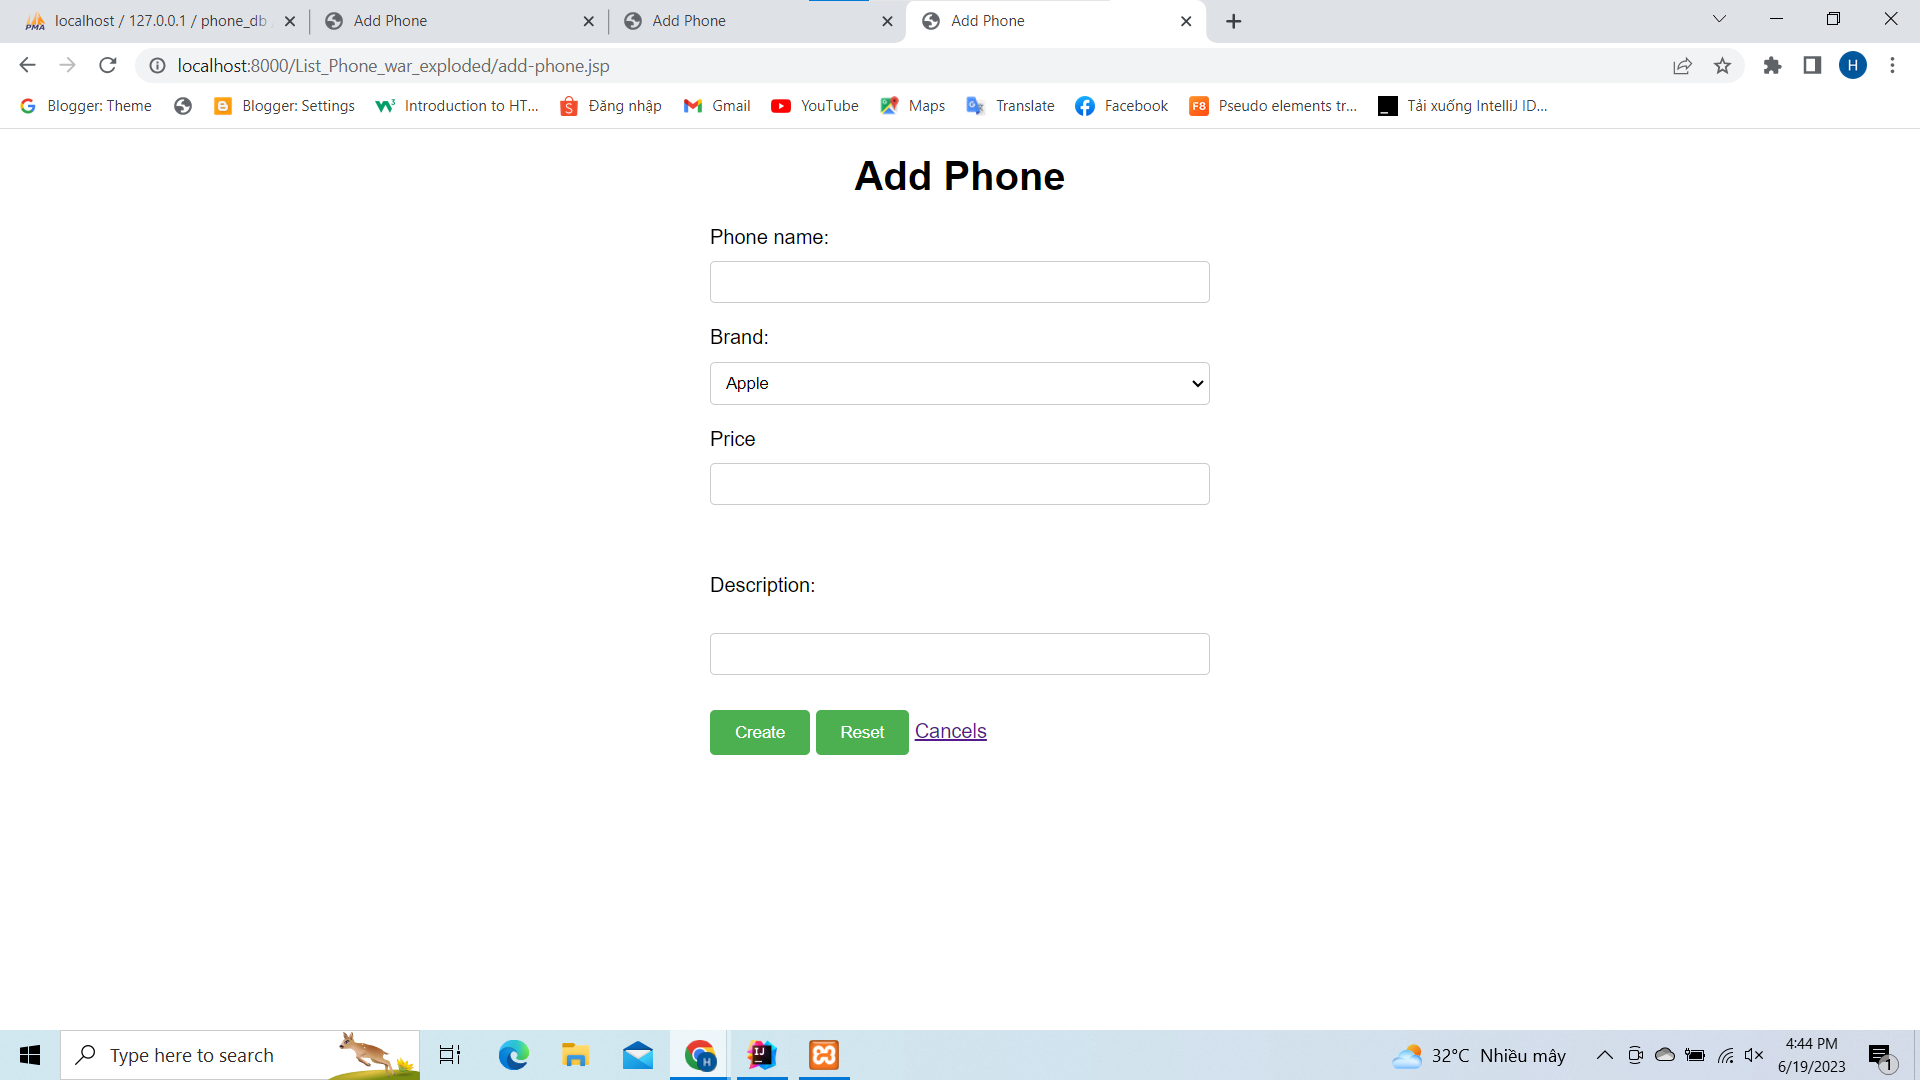 localhost / 127.0.0.1 / phone_db
Add Phone
Add Phone
Add Phone
localhost:8000/List_Phone_war_exploded/add-phone.jsp
H
Blogger: Theme
Blogger: Settings
Introduction to HT...
Đăng nhập
Gmail
YouTube
Maps
Translate
Facebook
F8
Pseudo elements tr...
Tải xuống IntelliJ ID...
Add Phone
Phone name:
Brand:
Apple
Price
Description:
Create
Reset
Cancels
Type here to search
32°C Nhiều mây
4:44 PM
6/19/2023
1